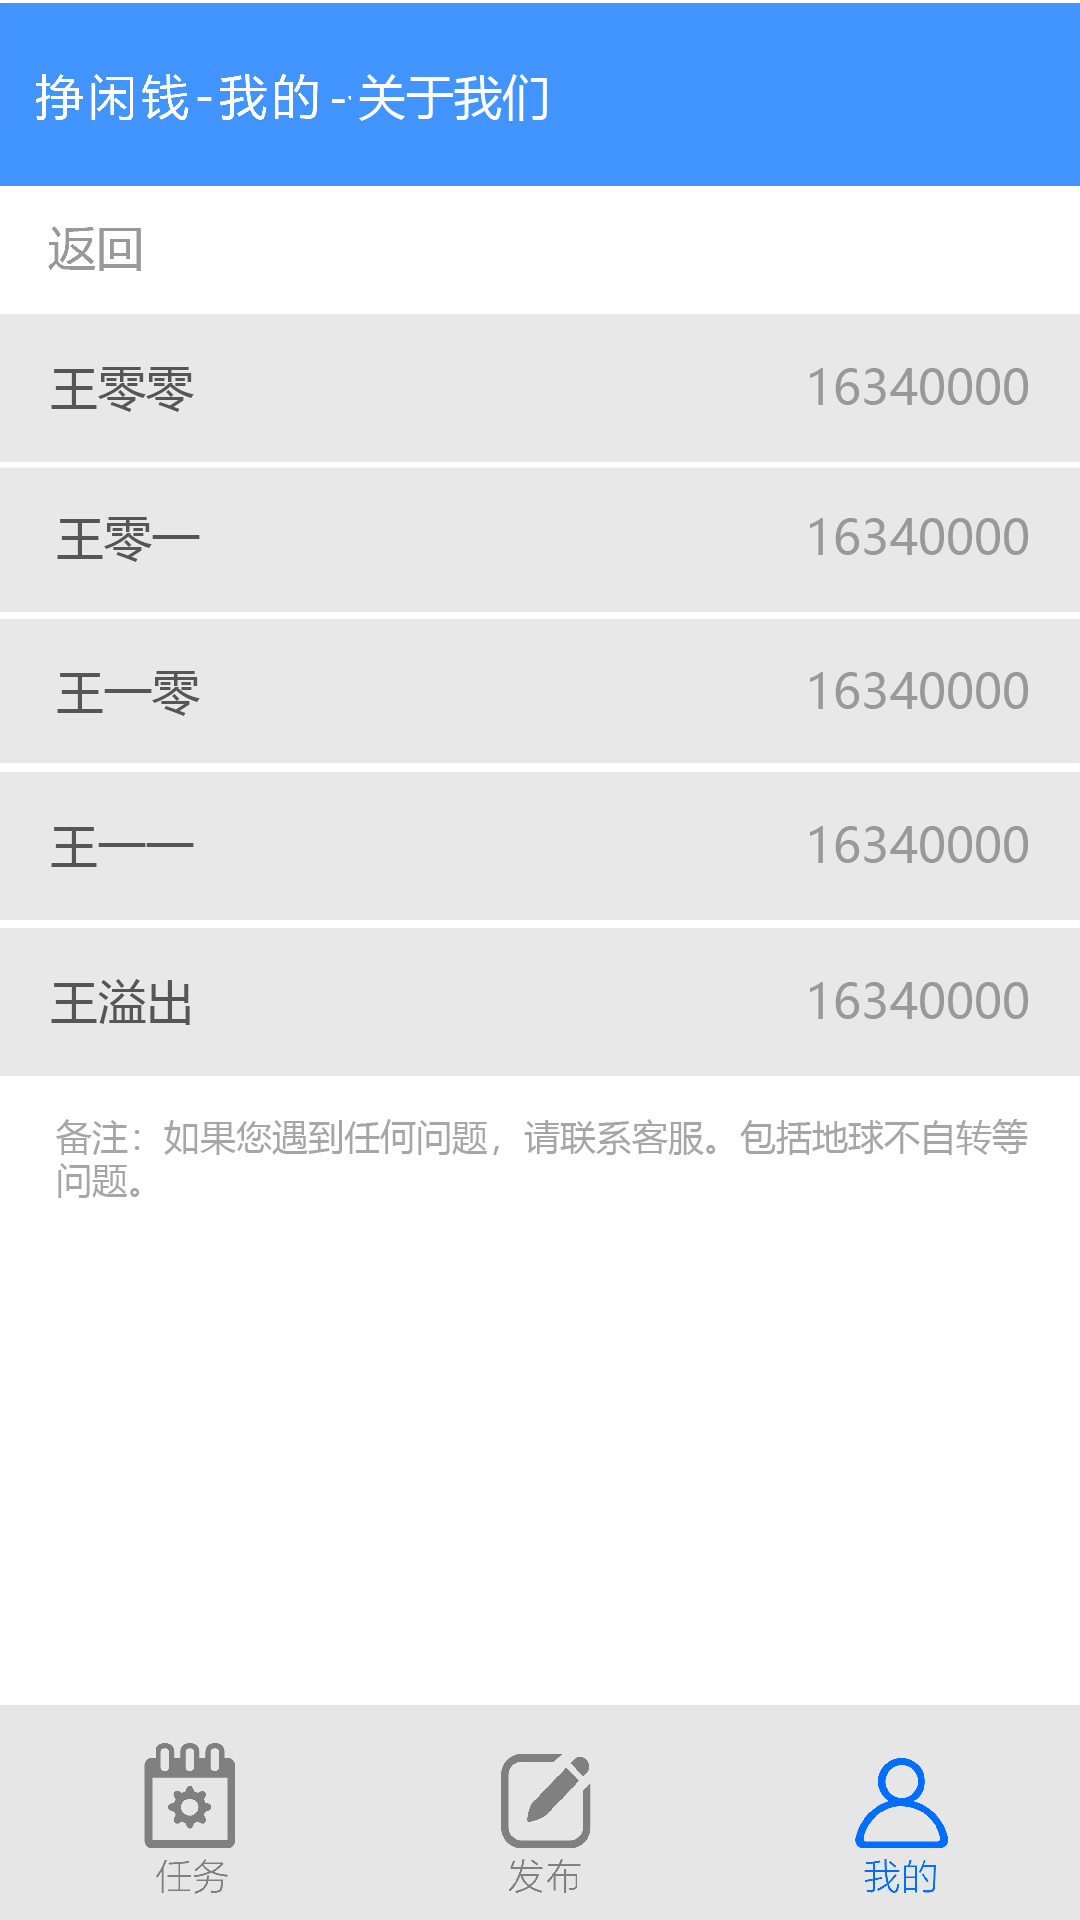 挣闲钱-我的-关于我们
返回
王零零 16340000
王零一 16340000
王一零 16340000
王一一 16340000
王溢出 16340000
备注：如果您遇到任何问题，请联系客服。包括地球不自转等
问题。
任务 发布 我的